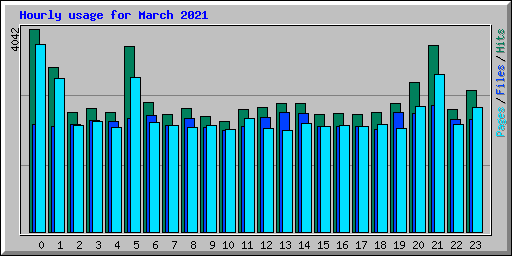 Hourly usage for March 2021
4042
Pages / Files / Hits
0 1 2 3 4 5 6 7 8 9 10 11 12 13 14 15 16 17 18 19 20 21 22 23